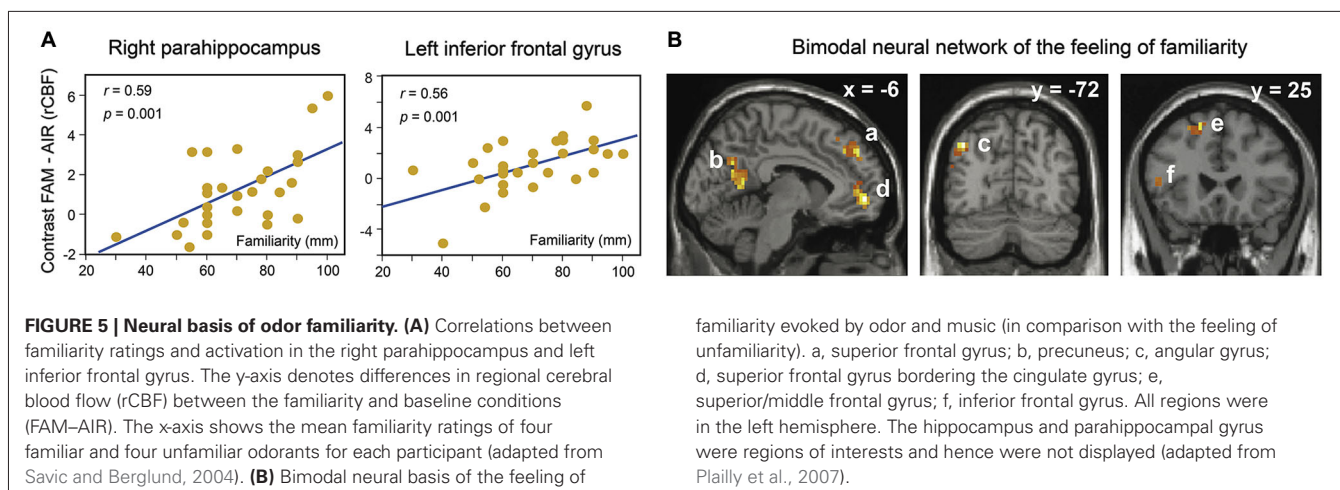 A
Right parahippocampus
Left inferior frontal gyrus
Contrast FAM - AIR (rCBF)
6
4
2
0
-2
r = 0.59
p = 0.001
Familiarity (mm)
20 40 60 80 100
8
4
0
-4
r = 0.56
p = 0.001
Familiarity (mm)
20 40 60 80 100
B
Bimodal neural network of the feeling of familiarity
x = -6
a
b
d
y = -72
c
y = 25
e
f
FIGURE 5 | Neural basis of odor familiarity. (A) Correlations between
familiarity ratings and activation in the right parahippocampus and left
inferior frontal gyrus. The y-axis denotes differences in regional cerebral
blood flow (rCBF) between the familiarity and baseline conditions
(FAM–AIR). The x-axis shows the mean familiarity ratings of four
familiar and four unfamiliar odorants for each participant (adapted from
Savic and Berglund, 2004). (B) Bimodal neural basis of the feeling of
familiarity evoked by odor and music (in comparison with the feeling of
unfamiliarity). a, superior frontal gyrus; b, precuneus; c, angular gyrus;
d, superior frontal gyrus bordering the cingulate gyrus; e,
superior/middle frontal gyrus; f, inferior frontal gyrus. All regions were
in the left hemisphere. The hippocampus and parahippocampal gyrus
were regions of interests and hence were not displayed (adapted from
Plailly et al., 2007).